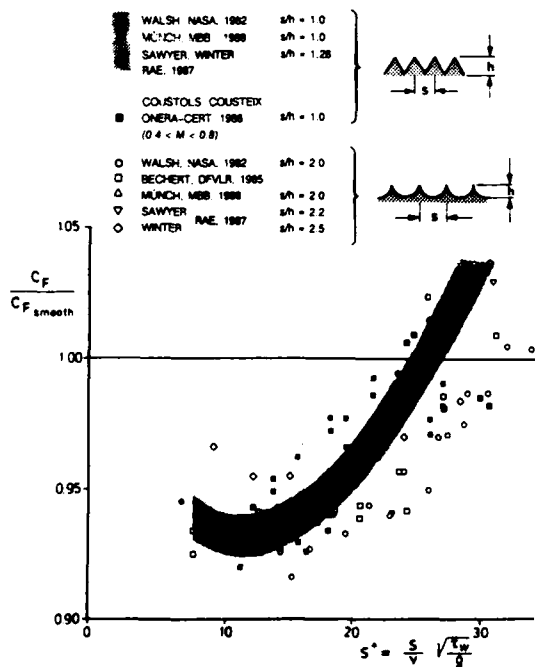 WALSH, NASA, 1982 s/h = 1.0
MÜNCH, MBB, 1988 s/h = 1.0
SAWYER, WINTER s/h = 1.28
RAE, 1987
COUSTOLS COUSTEIX
ONERA-CERT 1986 s/h = 1.0
(0.4 < M < 0.8)
WALSH, NASA, 1982 s/h = 2.0
BECHERT, DFVLR, 1985
MÜNCH, MBB, 1988 s/h = 2.0
SAWYER RAE, 1987 s/h = 2.2
WINTER s/h = 2.5
h
s
h
s
1.05
C F
C F smooth
1.00
0.95
0.90
0 10 20 30
S+ = s/ν √τw/ρ